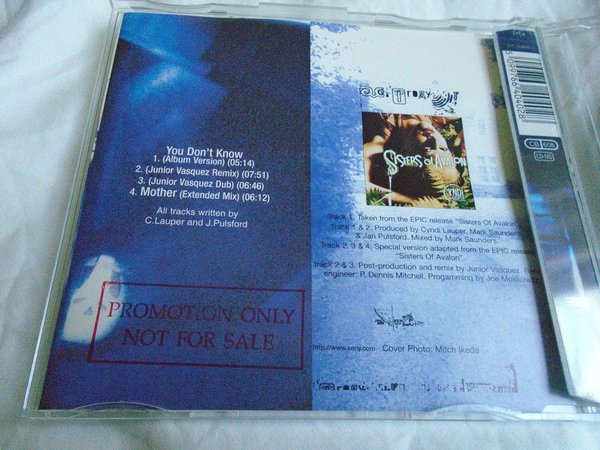 You Don't Know
1. (Album Version) (05:14)
2. (Junior Vasquez Remix) (07:51)
3. (Junior Vasquez Dub) (06:46)
4. Mother (Extended Mix) (06:12)
All tracks written by
C.Lauper and J.Pulsford
PROMOTION ONLY
NOT FOR SALE
SISTERS OF AVALON
CYNDI
Track 1. Taken from the EPIC release "Sisters Of Avalon".
Track 1 & 2. Produced by Cyndi Lauper, Mark Saunders
& Jan Pulsford. Mixed by Mark Saunders.
Track 2, 3 & 4. Special version adapted from the EPIC release
"Sisters Of Avalon".
track 2 & 3. Post-production and remix by Junior Vasquez.
engineer: P. Dennis Mitchell, Progamming by Joe Moskowitz
http://www.sony.com Cover Photo: Mitch Ikeda
CB 608